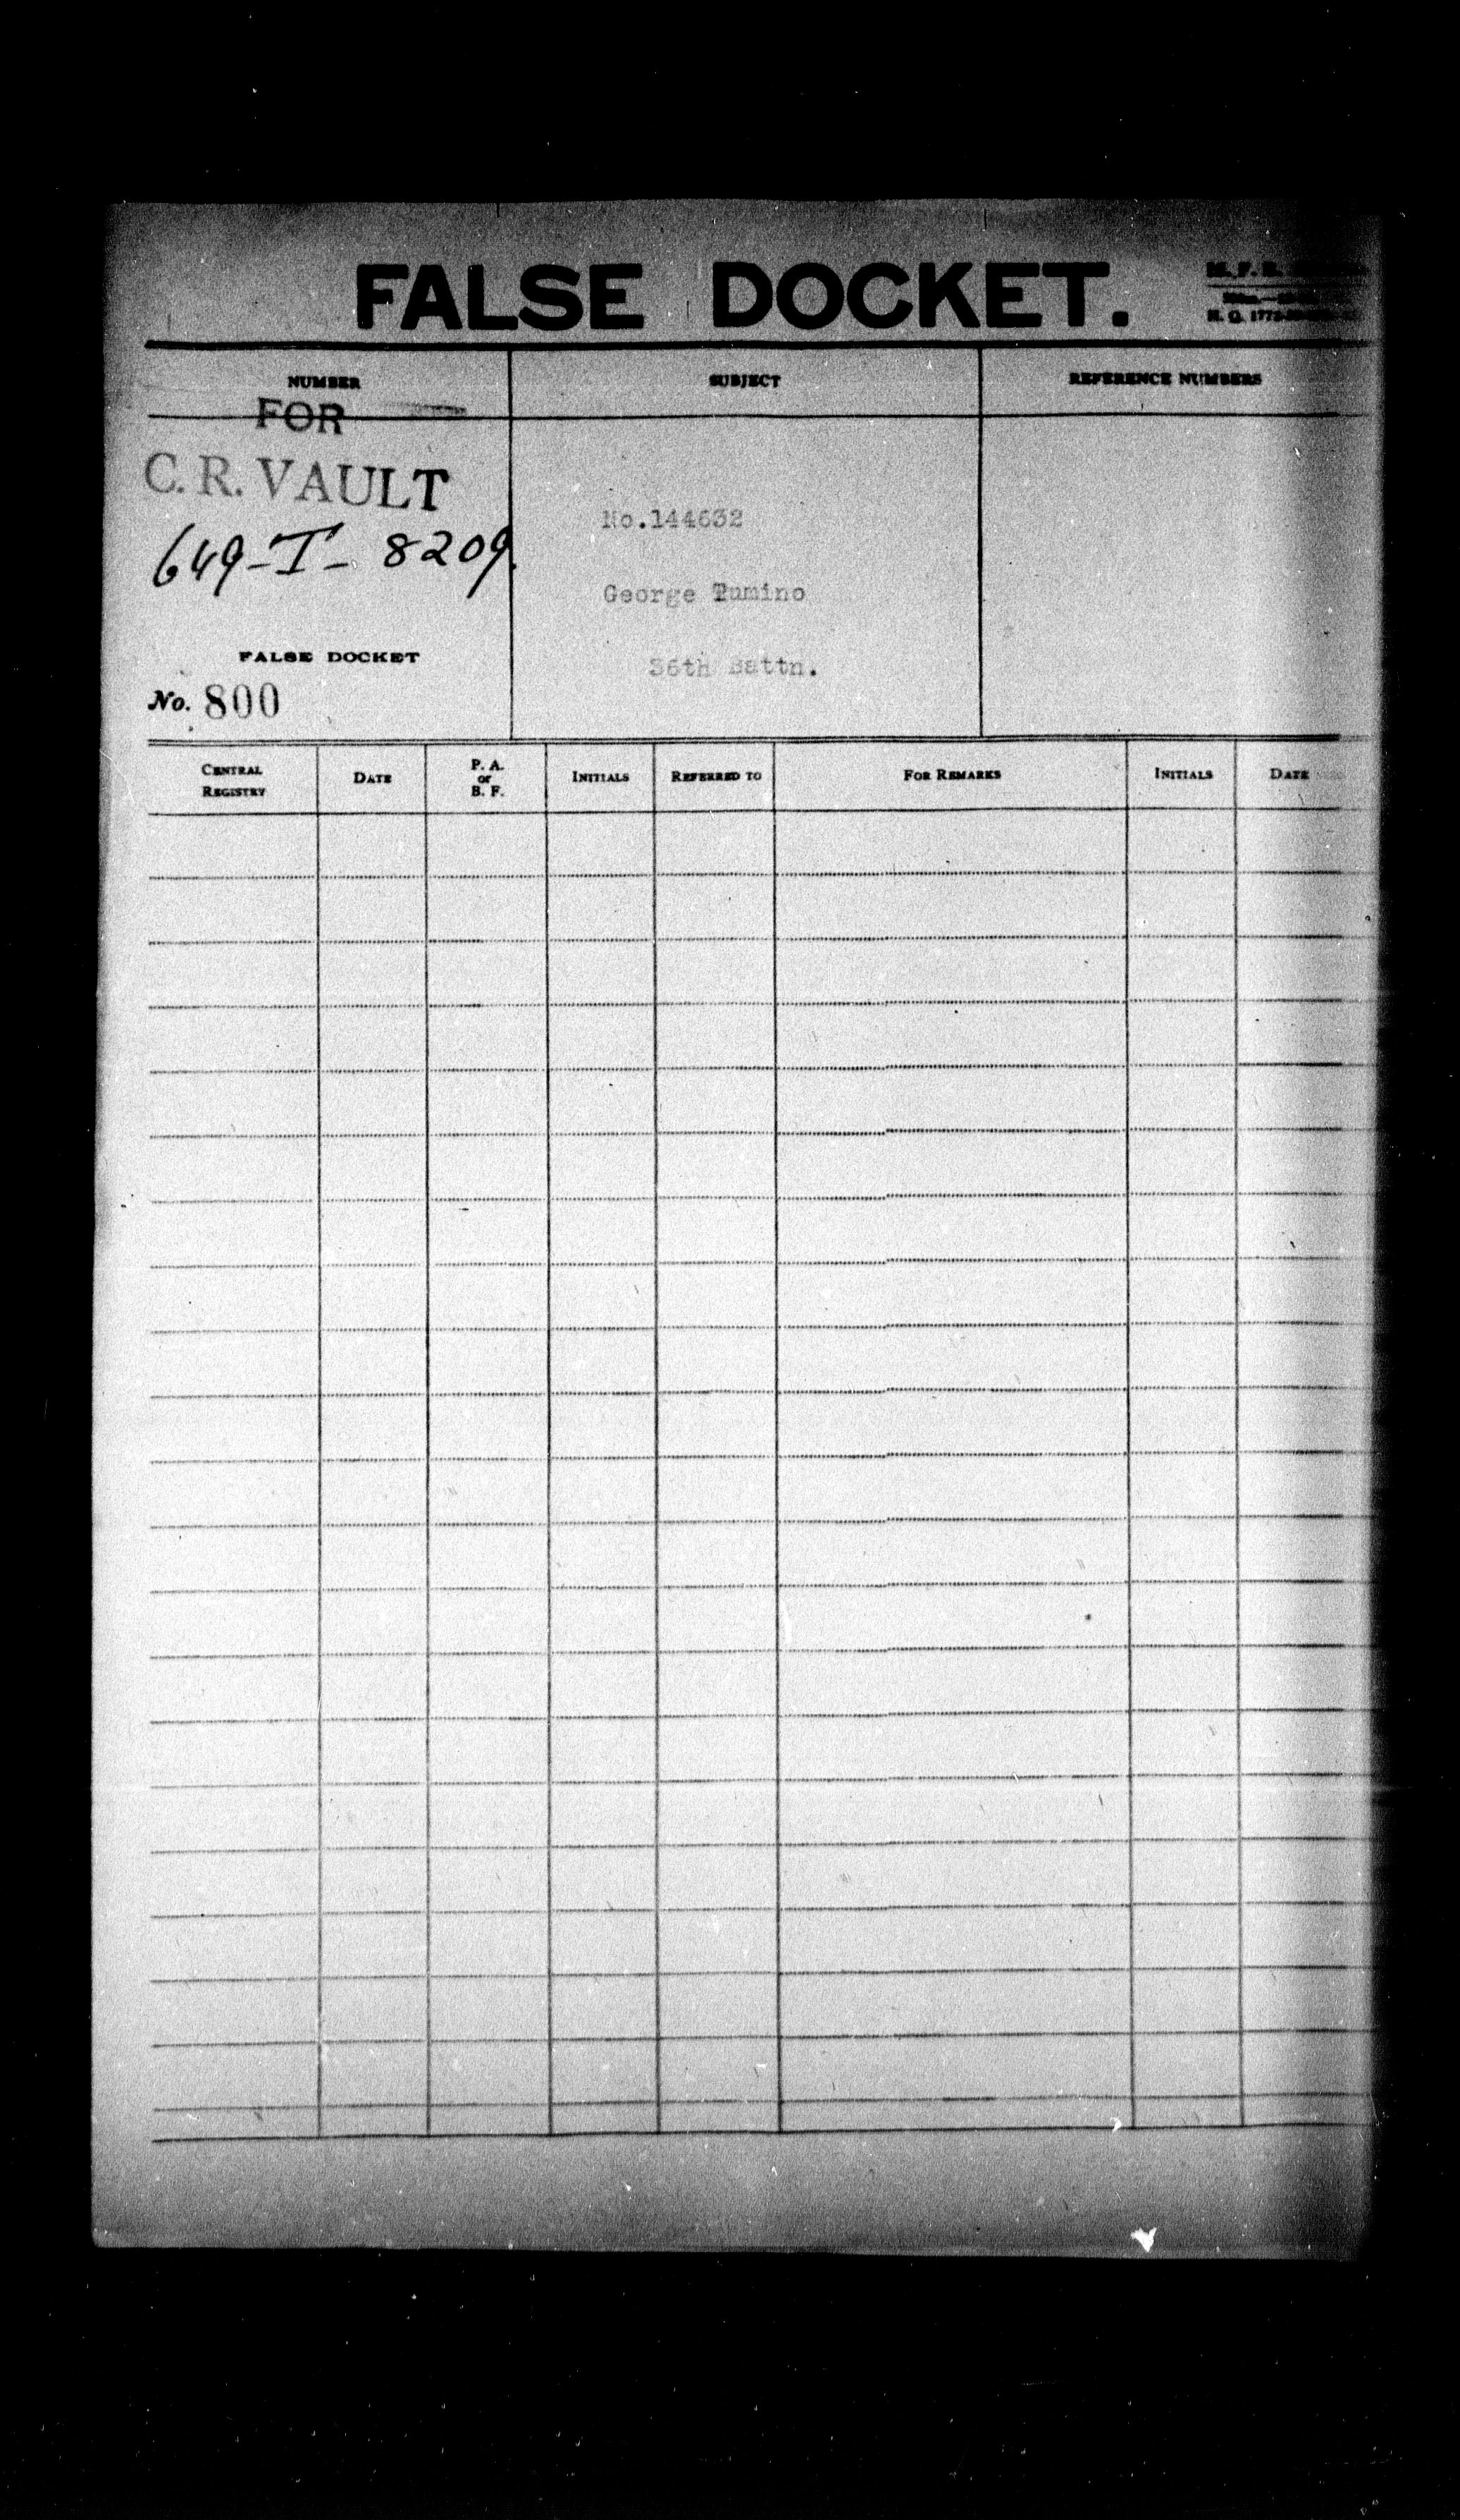 FALSE DOCKET.
NUMBER
SUBJECT
REFERENCE NUMBERS
FOR
C. R. VAULT
649-T- 8209.
FALSE DOCKET
No. 800
No.144632
George Tumino
36th Battn.
CENTRAL REGISTRY
DATE
P. A. or B. F.
INITIALS
REFERRED TO
FOR REMARKS
INITIALS
DATE